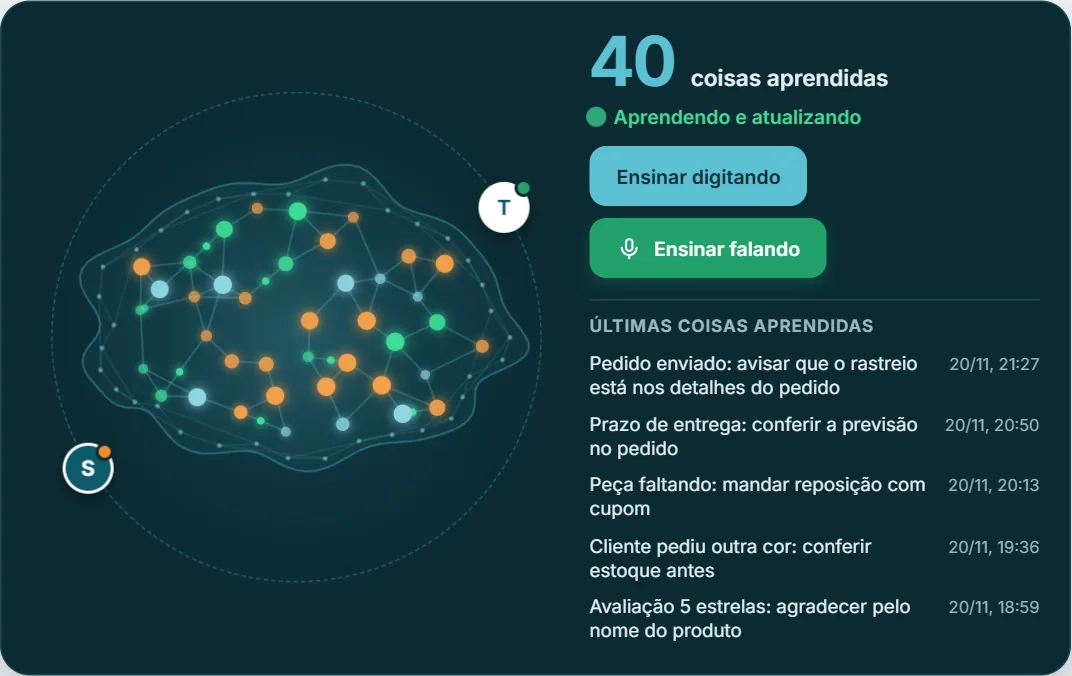 40 coisas aprendidas
Aprendendo e atualizando
Ensinar digitando
T
Ensinar falando
ÚLTIMAS COISAS APRENDIDAS
Pedido enviado: avisar que o rastreio 20/11, 21:27
está nos detalhes do pedido
Prazo de entrega: conferir a previsão 20/11, 20:50
no pedido
S
Peça faltando: mandar reposição com 20/11, 20:13
cupom
Cliente pediu outra cor: conferir 20/11, 19:36
estoque antes
Avaliação 5 estrelas: agradecer pelo 20/11, 18:59
nome do produto